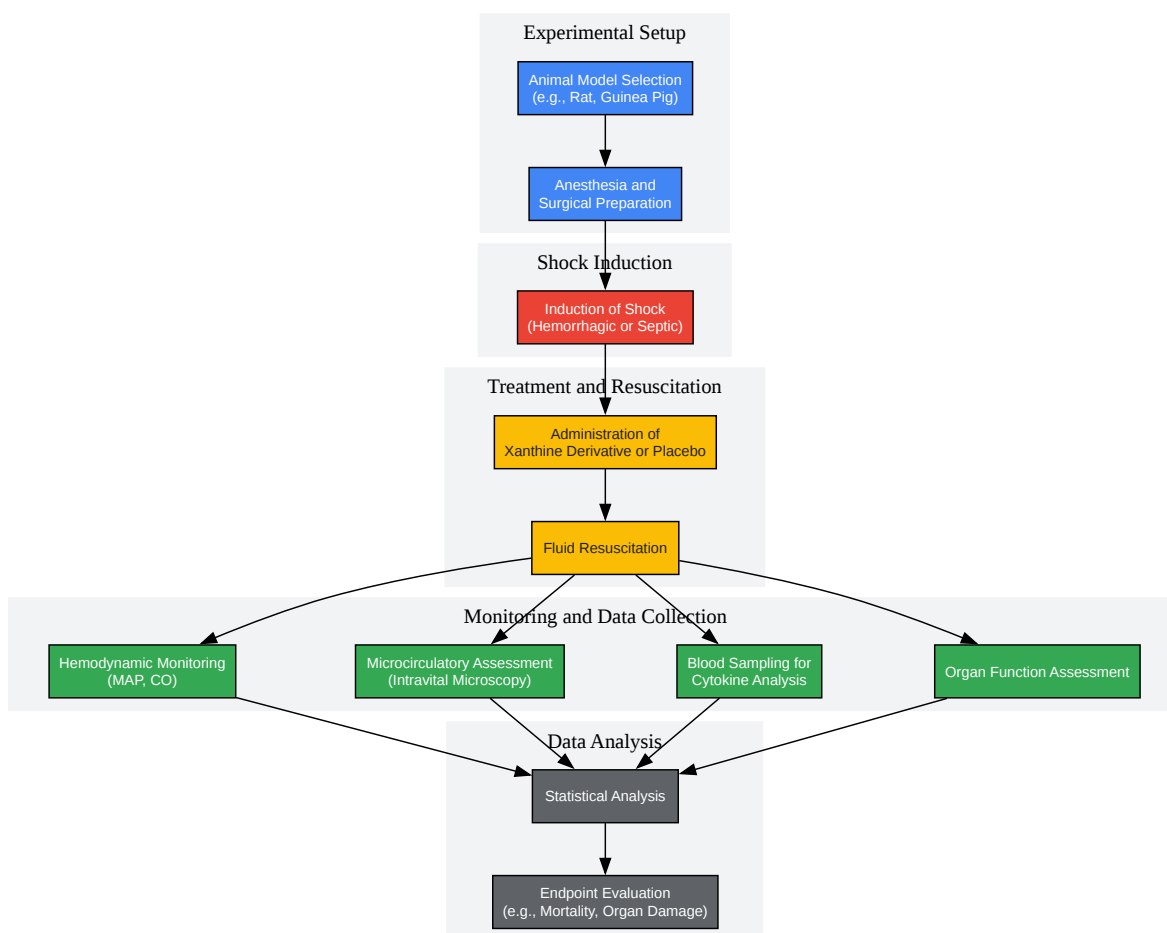 Experimental Setup
Animal Model Selection
(e.g., Rat, Guinea Pig)
Anesthesia and
Surgical Preparation
Shock Induction
Induction of Shock
(Hemorrhagic or Septic)
Treatment and Resuscitation
Administration of
Xanthine Derivative or Placebo
Fluid Resuscitation
Monitoring and Data Collection
Hemodynamic Monitoring
(MAP, CO)
Microcirculatory Assessment
(Intravital Microscopy)
Blood Sampling for
Cytokine Analysis
Organ Function Assessment
Data Analysis
Statistical Analysis
Endpoint Evaluation
(e.g., Mortality, Organ Damage)